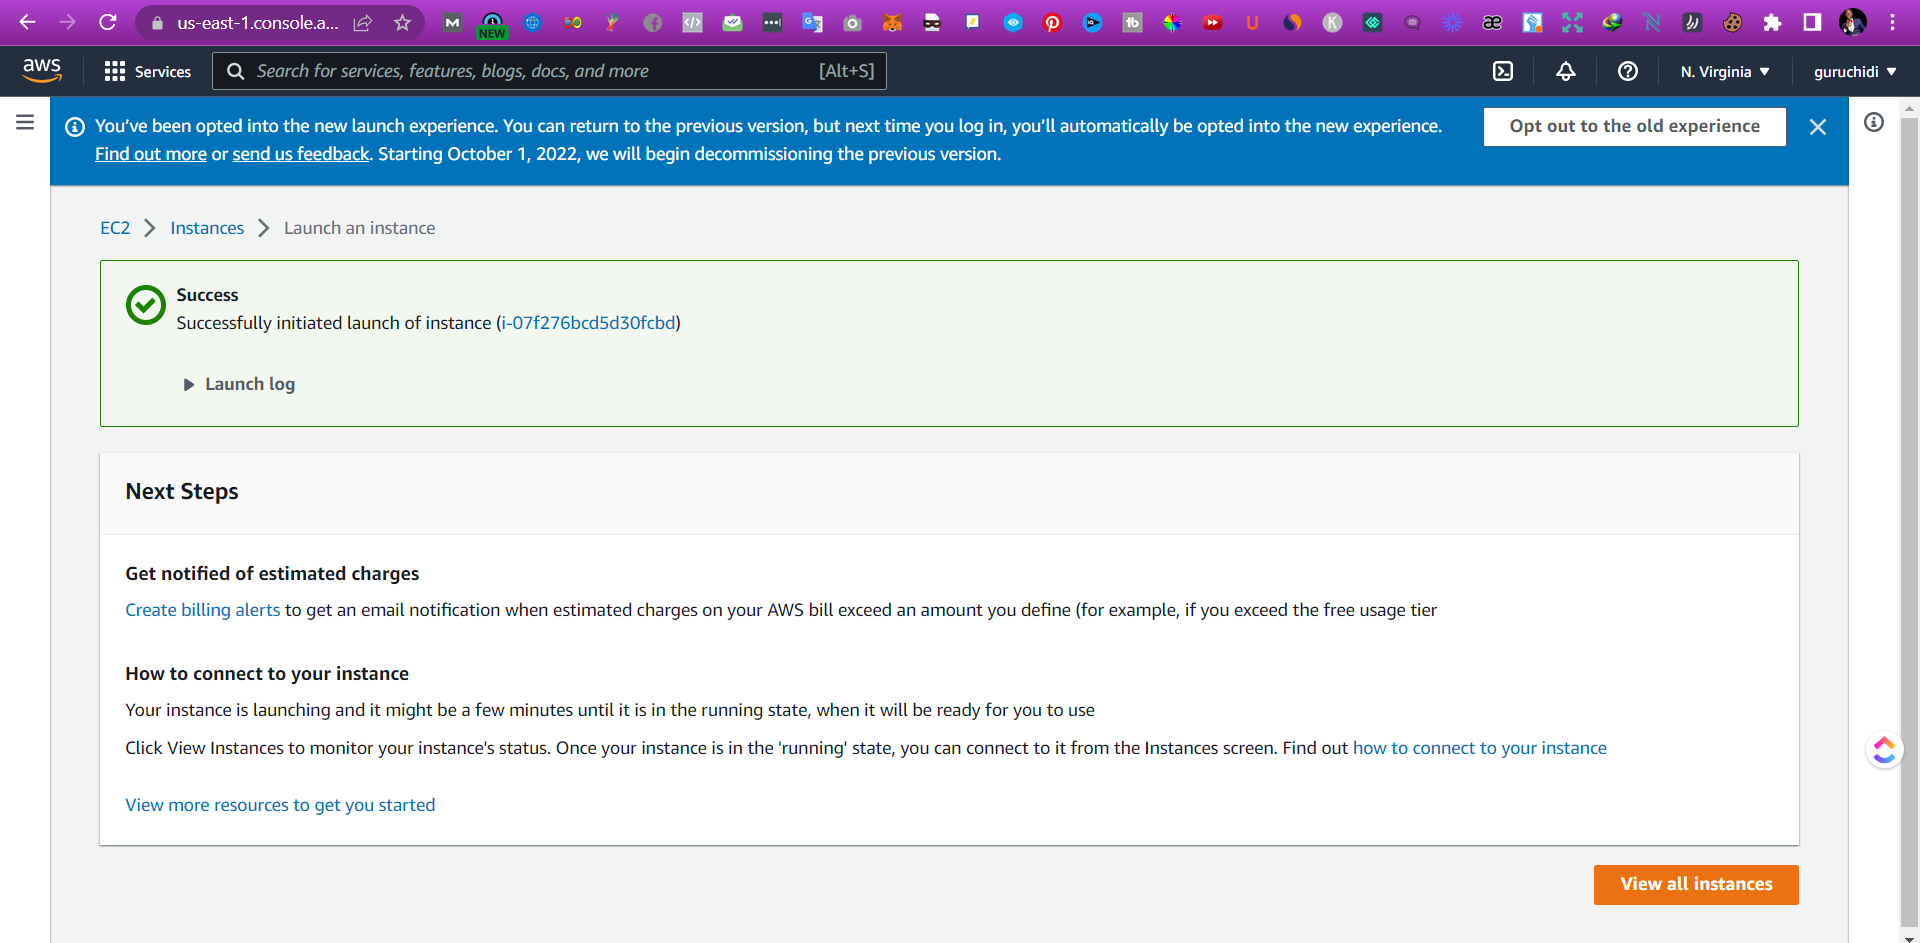 us-east-1.console.a...
NEW
aws
Services
Search for services, features, blogs, docs, and more
[Alt+S]
N. Virginia
guruchidi
You've been opted into the new launch experience. You can return to the previous version, but next time you log in, you'll automatically be opted into the new experience.
Find out more or send us feedback. Starting October 1, 2022, we will begin decommissioning the previous version.
Opt out to the old experience
EC2 > Instances > Launch an instance
Success
Successfully initiated launch of instance (i-07f276bcd5d30fcbd)
Launch log
Next Steps
Get notified of estimated charges
Create billing alerts to get an email notification when estimated charges on your AWS bill exceed an amount you define (for example, if you exceed the free usage tier
How to connect to your instance
Your instance is launching and it might be a few minutes until it is in the running state, when it will be ready for you to use
Click View Instances to monitor your instance's status. Once your instance is in the 'running' state, you can connect to it from the Instances screen. Find out how to connect to your instance
View more resources to get you started
View all instances